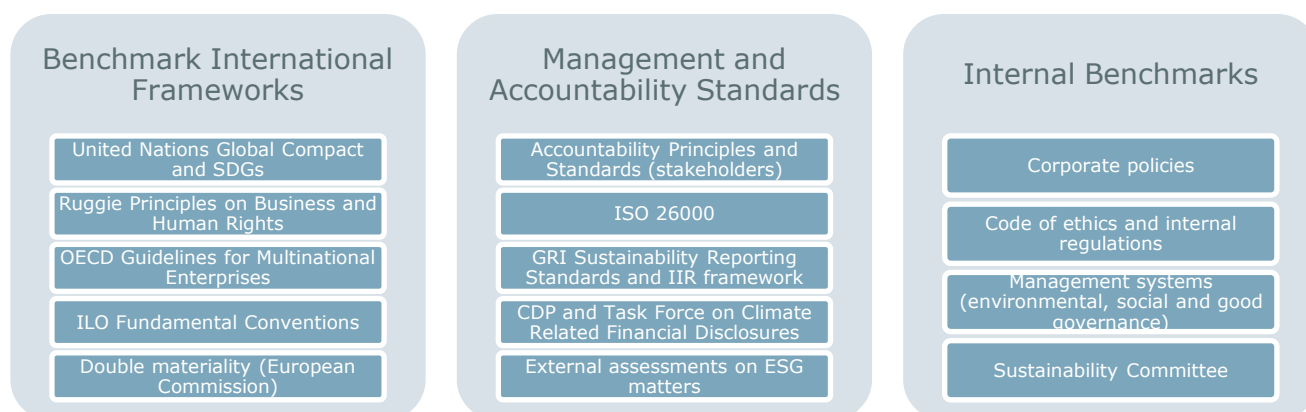 Benchmark International
Frameworks
United Nations Global Compact
and SDGs
Ruggie Principles on Business and
Human Rights
OECD Guidelines for Multinational
Enterprises
ILO Fundamental Conventions
Double materiality (European
Commission)
Management and
Accountability Standards
Accountability Principles and
Standards (stakeholders)
ISO 26000
GRI Sustainability Reporting
Standards and IIR framework
CDP and Task Force on Climate
Related Financial Disclosures
External assessments on ESG
matters
Internal Benchmarks
Corporate policies
Code of ethics and internal
regulations
Management systems
(environmental, social and good
governance)
Sustainability Committee